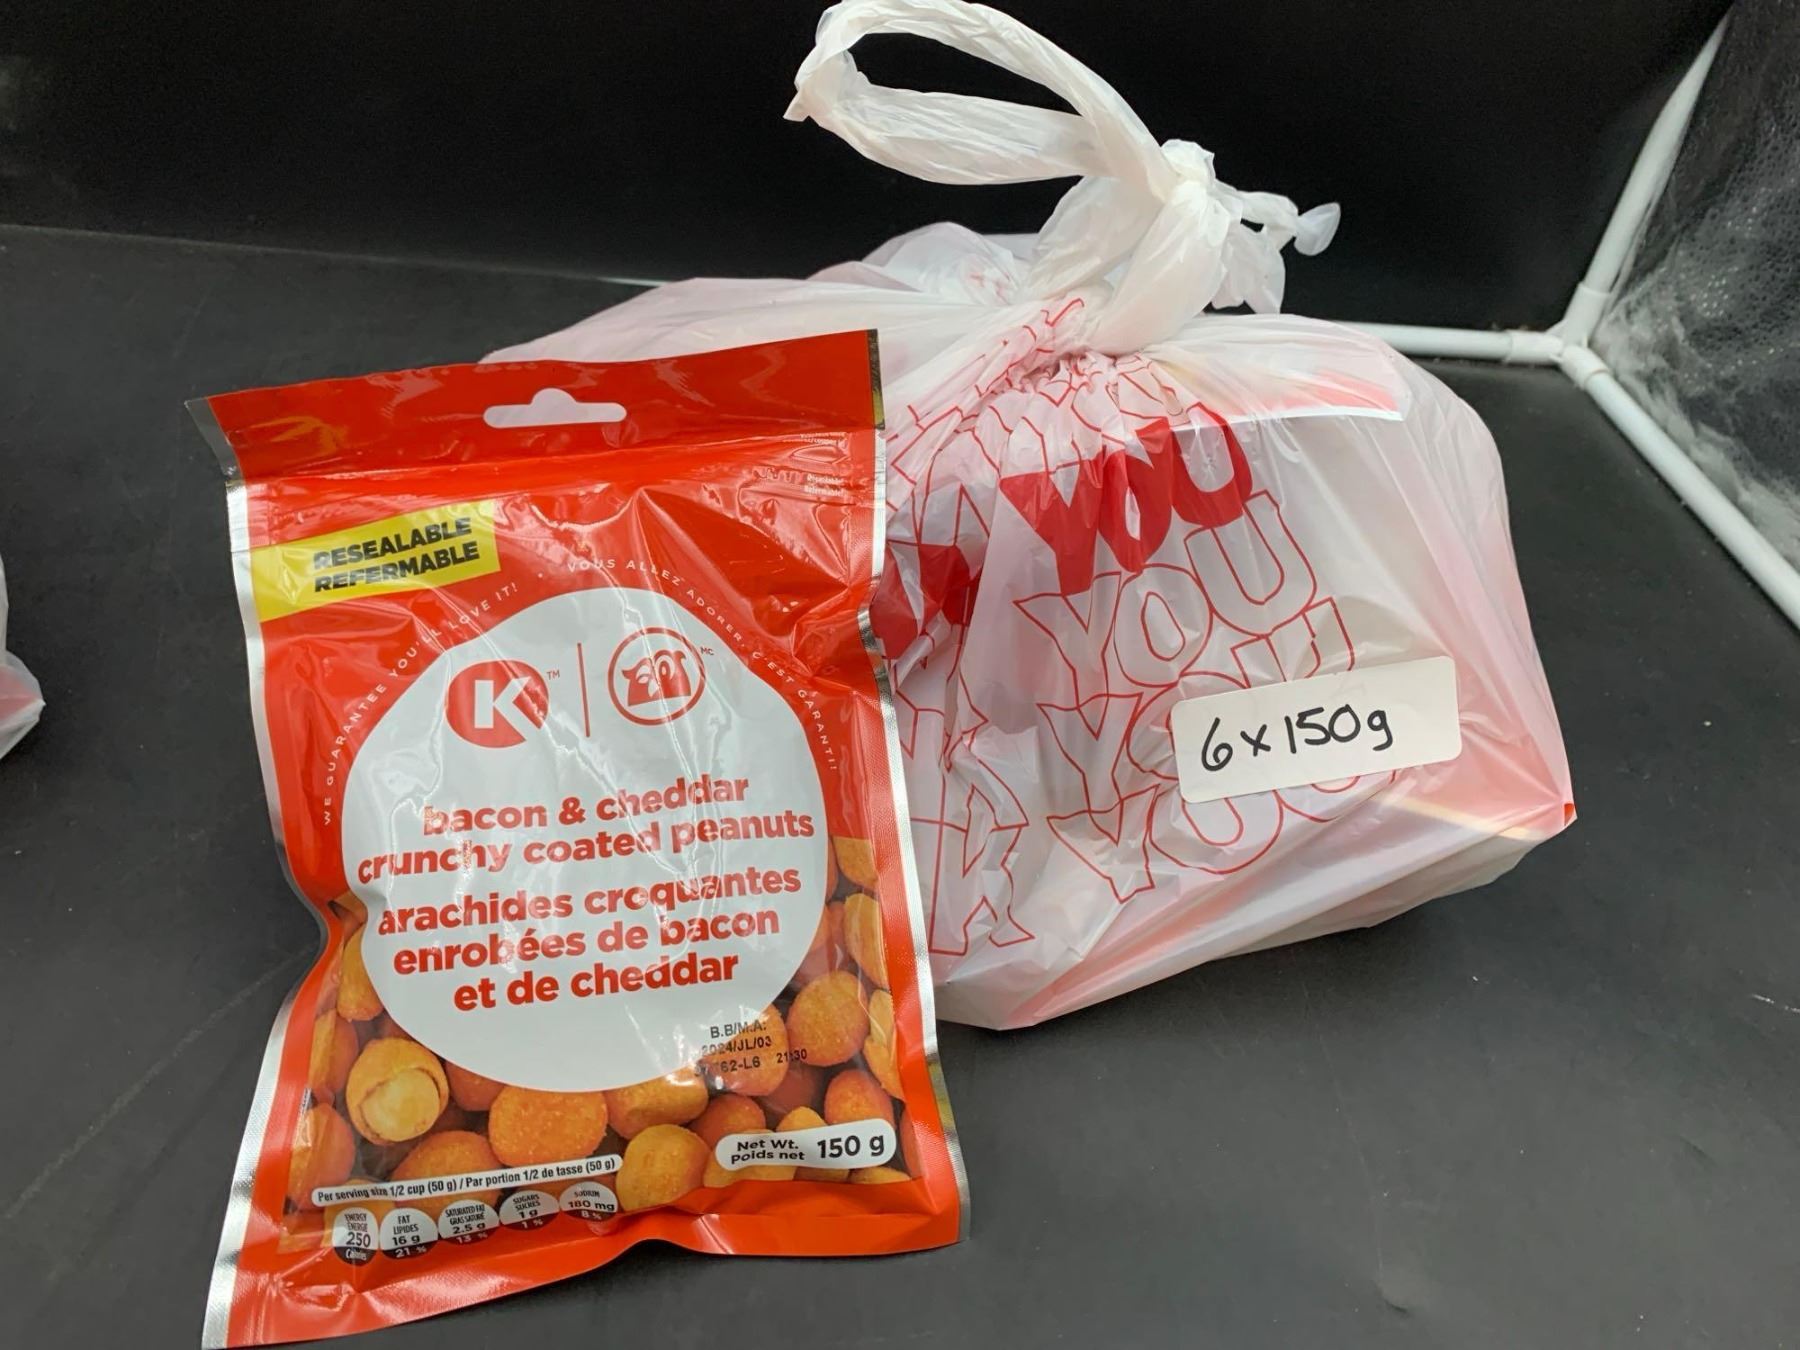 RESEALABLE
REFERMABLE
WE GUARANTEE YOU'LL LOVE IT! • VOUS ALLEZ ADORER, C'EST GARANTI!
K™ MC
bacon & cheddar
crunchy coated peanuts
arachides croquantes
enrobées de bacon
et de cheddar
B.B/M.A:
2024/JL/03
62-L6 21:30
Net Wt.
Poids net 150 g
Per serving size 1/2 cup (50 g) / Par portion 1/2 de tasse (50 g)
ENERGY
ÉNERGIE
250
Calories
FAT
LIPIDES
16 g
21 %
SATURATED FAT
GRAS SATURÉ
2.5 g
13 %
SUGARS
SUCRES
1 g
1 %
SODIUM
180 mg
8 %
YOU
YOU
YOU
YOU
6 x 150g